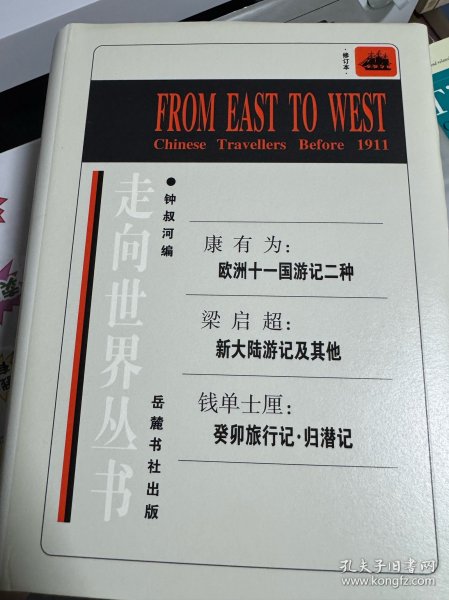 ·修订本·
FROM EAST TO WEST
Chinese Travellers Before 1911
走向世界丛书
●钟叔河编
康有为：
欧洲十一国游记二种
梁启超：
新大陆游记及其他
钱单士厘：
癸卯旅行记·归潜记
岳麓书社出版
孔夫子旧书网
www.kongfz.com